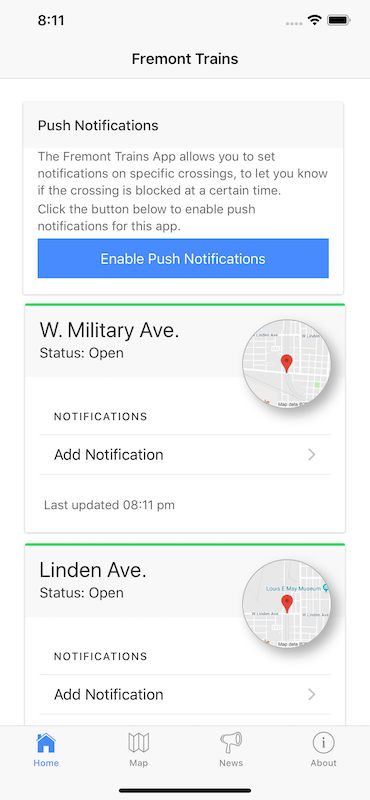 8:11
Fremont Trains
Push Notifications
The Fremont Trains App allows you to set
notifications on specific crossings, to let you know
if the crossing is blocked at a certain time.
Click the button below to enable push
notifications for this app.
Enable Push Notifications
W. Military Ave.
Status: Open
W Linden
W Linden
Map data
NOTIFICATIONS
Add Notification
Last updated 08:11 pm
Linden Ave.
Status: Open
Louis E May Museum
W Linden Ave
W Linden
Map data
NOTIFICATIONS
Add Notification
Home
Map
News
About